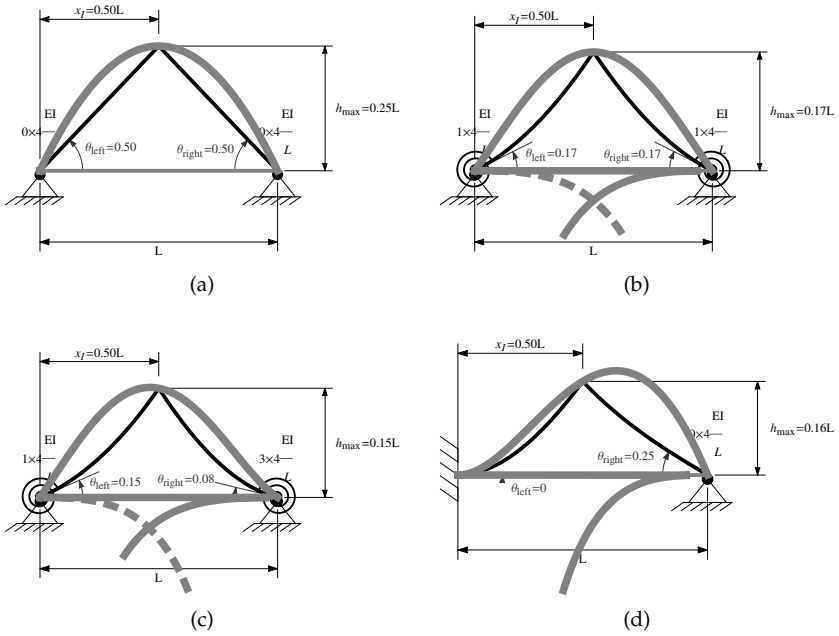 x_I=0.50L
EI
0×4
θ_left=0.50
θ_right=0.50
EI
0×4
L
h_max=0.25L
L
(a)
x_I=0.50L
EI
1×4
L
θ_left=0.17
θ_right=0.17
EI
1×4
L
h_max=0.17L
L
(b)
x_I=0.50L
EI
1×4
L
θ_left=0.15
θ_right=0.08
EI
3×4
L
h_max=0.15L
L
(c)
x_I=0.50L
θ_left=0
θ_right=0.25
EI
0×4
L
h_max=0.16L
L
(d)